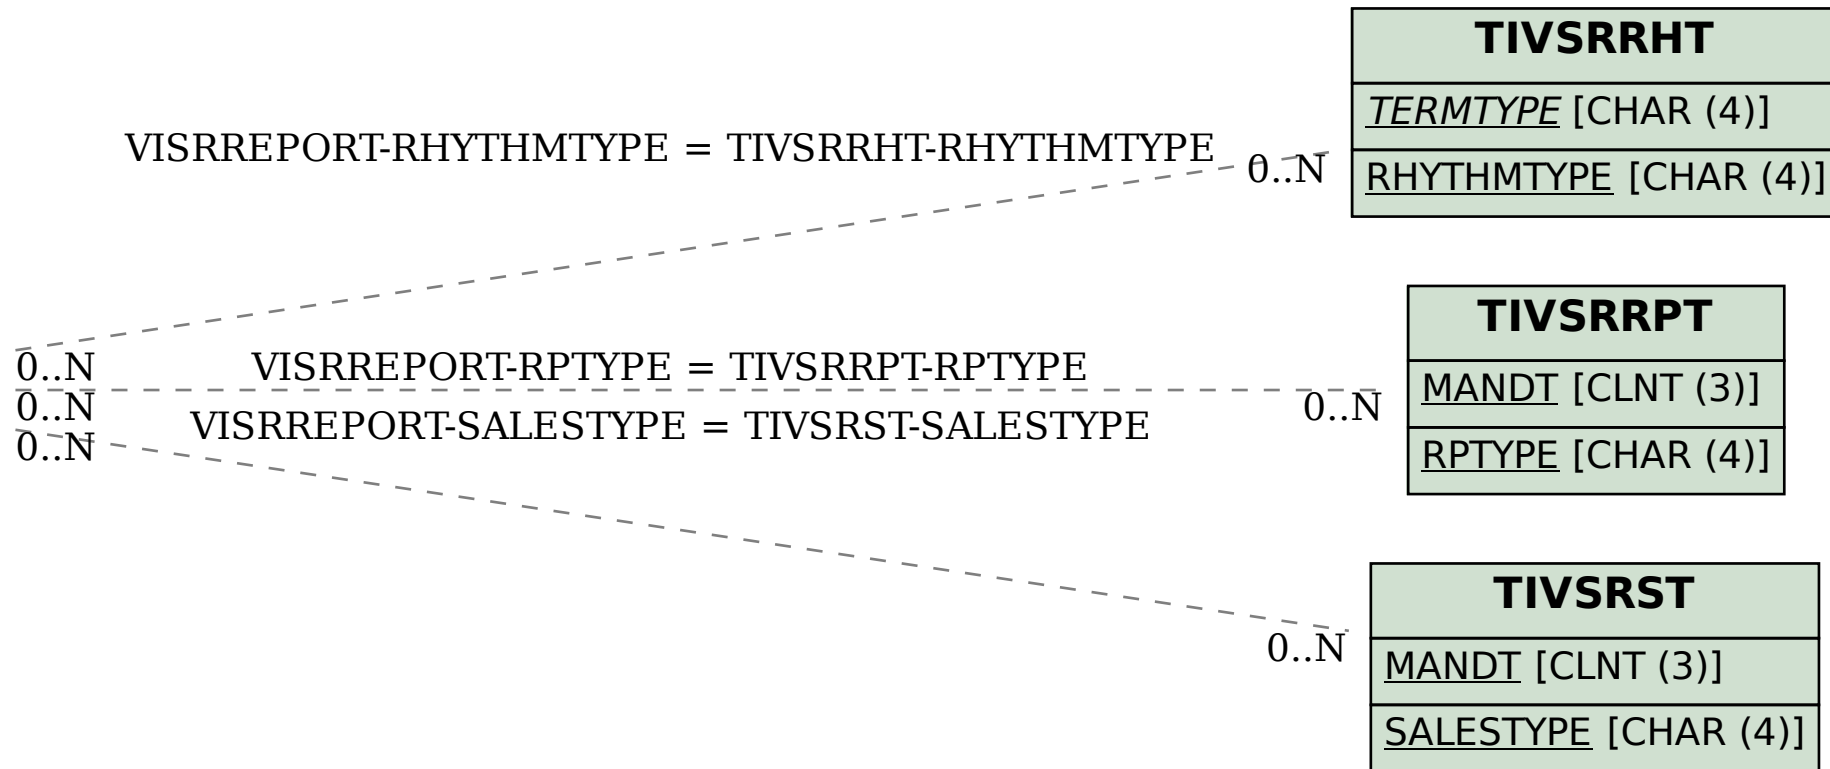 TIVSRRHT
TERMTYPE [CHAR (4)]
VISRREPORT-RHYTHMTYPE = TIVSRRHT-RHYTHMTYPE
0..N
RHYTHMTYPE [CHAR (4)]
TIVSRRPT
0..N
VISRREPORT-RPTYPE = TIVSRRPT-RPTYPE
MANDT [CLNT (3)]
0..N
0..N
VISRREPORT-SALESTYPE = TIVSRST-SALESTYPE
0..N
RPTYPE [CHAR (4)]
TIVSRST
0..N
MANDT [CLNT (3)]
SALESTYPE [CHAR (4)]